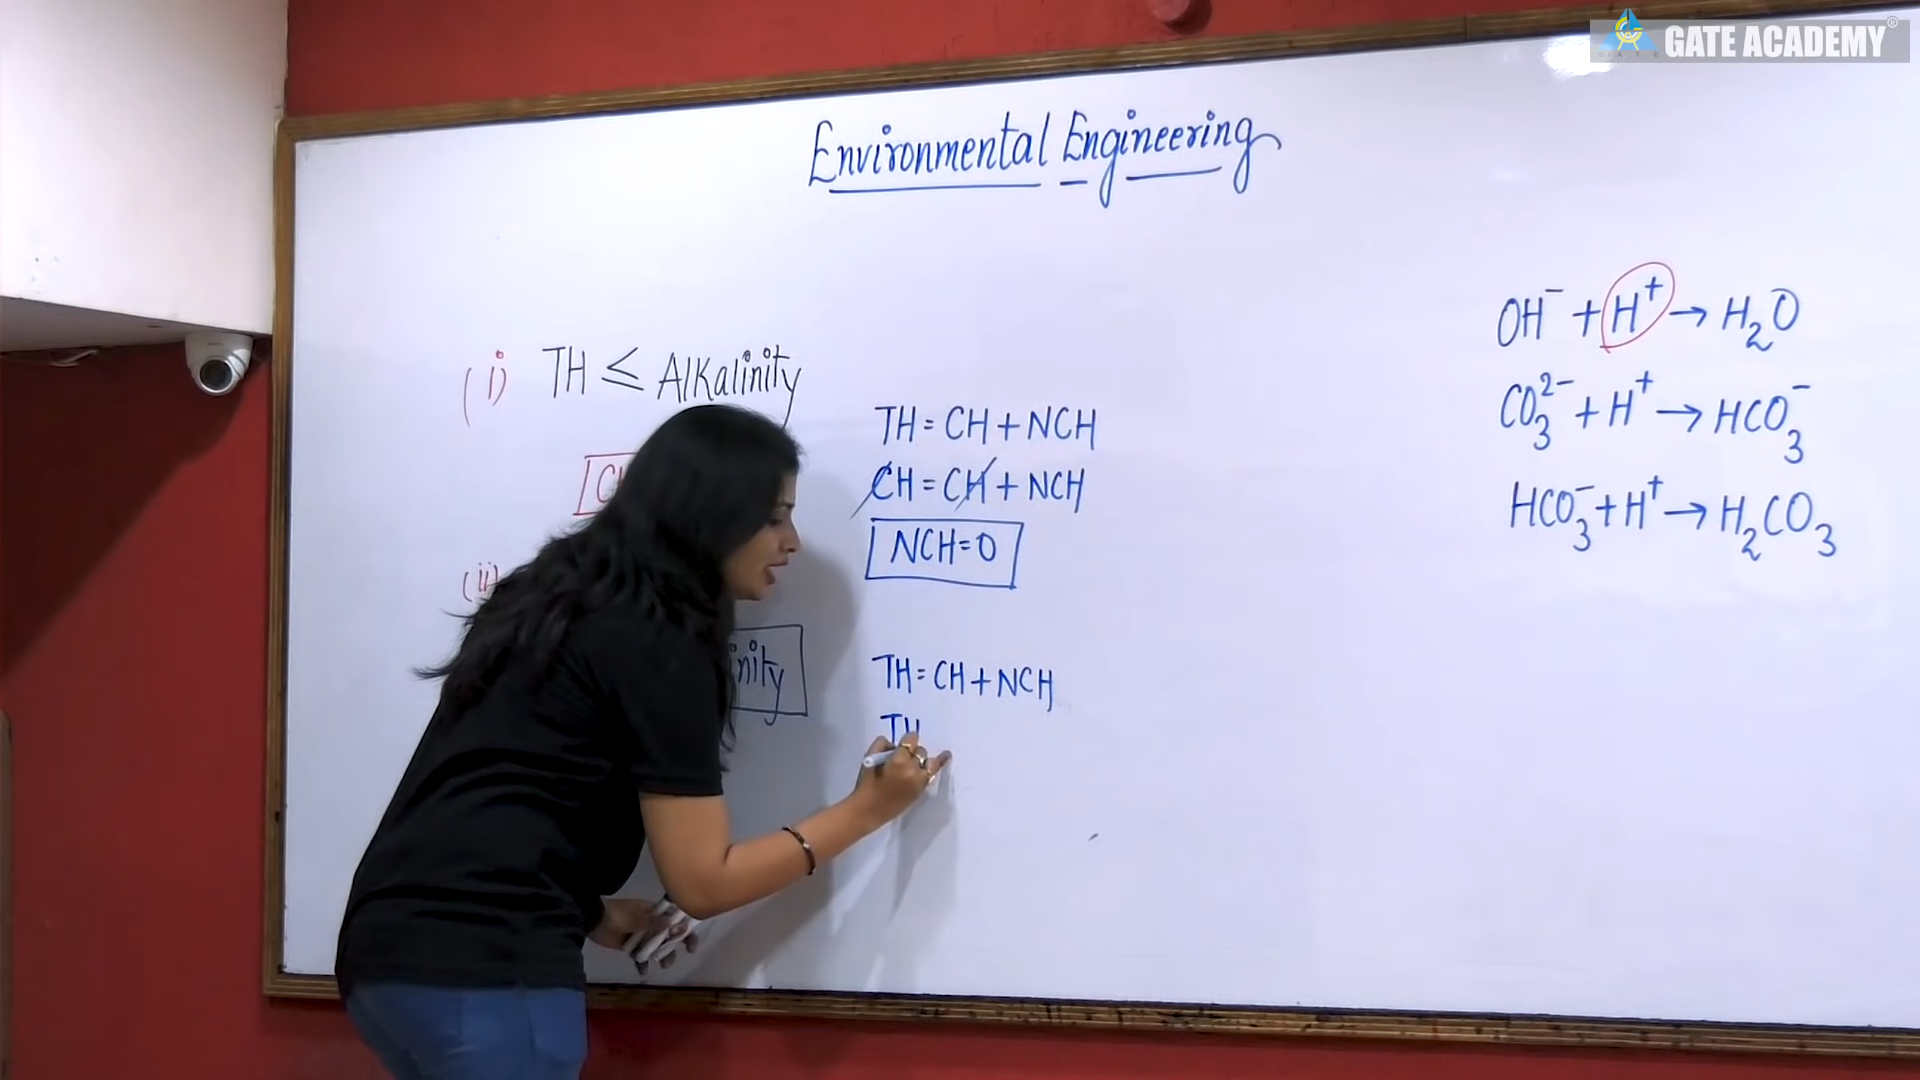 GATE ACADEMY®
Environmental Engineering
(i) TH ≤ Alkalinity
TH = CH + NCH
CH = CH + NCH
NCH = 0
(ii)
TH = CH + NCH
TH
OH⁻ + H⁺ → H₂O
CO₃²⁻ + H⁺ → HCO₃⁻
HCO₃⁻ + H⁺ → H₂CO₃